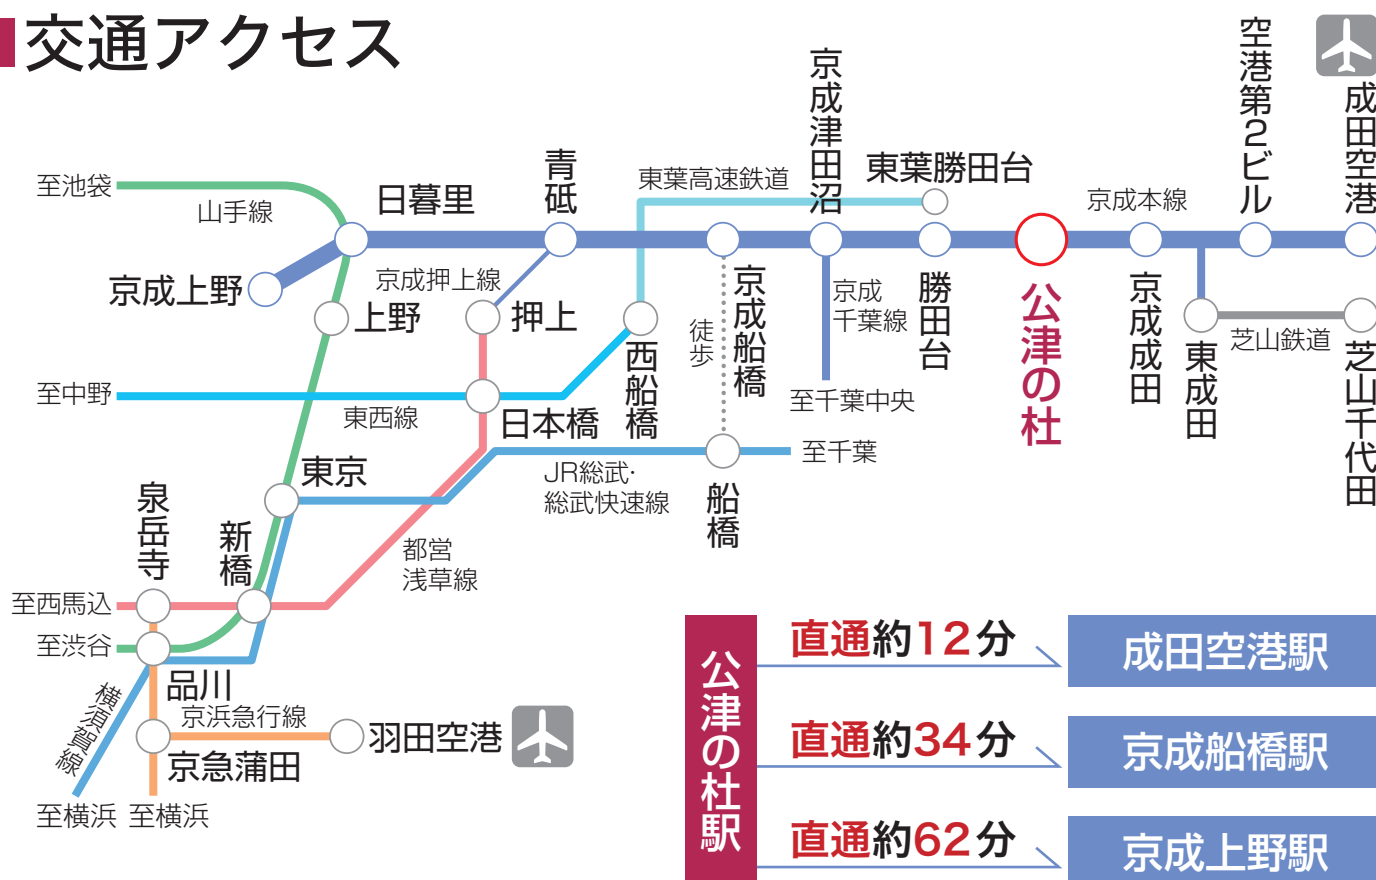 交通アクセス
空港第2ビル
成田空港
京成津田沼
青砥
東葉高速鉄道
東葉勝田台
至池袋
山手線
日暮里
京成本線
京成上野
京成押上線
上野
押上
西船橋
徒歩
京成船橋
京成
千葉線
勝田台
公津の杜
京成成田
東成田
芝山鉄道
芝山千代田
至中野
東西線
日本橋
至千葉中央
東京
JR総武・
総武快速線
至千葉
船橋
泉岳寺
新橋
都営
浅草線
至西馬込
至渋谷
品川
横須賀線
京浜急行線
羽田空港
京急蒲田
至横浜
至横浜
公津の杜駅
直通約12分
成田空港駅
直通約34分
京成船橋駅
直通約62分
京成上野駅